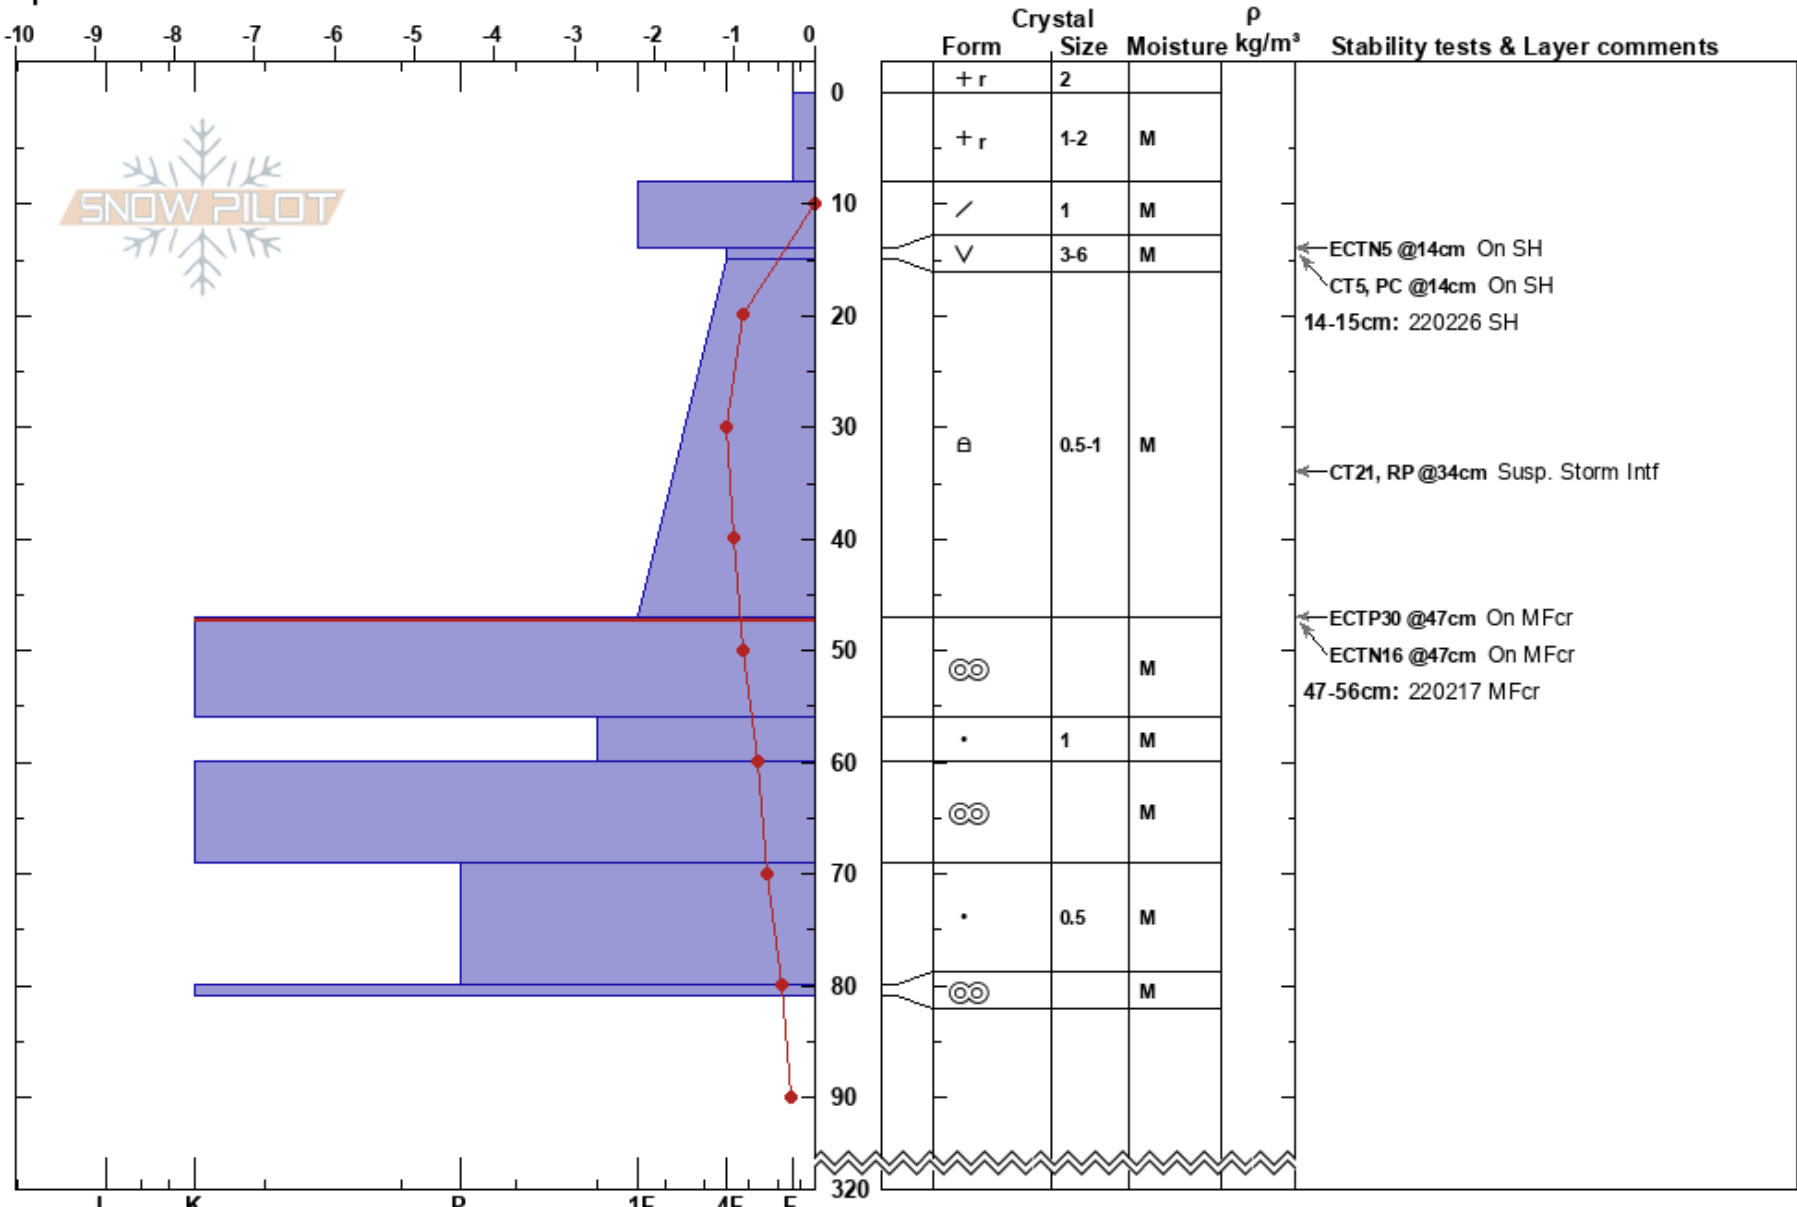 Crystal ρ
-10 -9 -8 -7 -6 -5 -4 -3 -2 -1 0 Form Size Moisture kg/m³ Stability tests & Layer comments
+ r 2
0
+ r 1-2 M
SNOW PILOT
10 / 1 M
V 3-6 M ECTN5 @14cm On SH
CT5, PC @14cm On SH
20 14-15cm: 220226 SH
30
0.5-1 M
CT21, RP @34cm Susp. Storm Intf
40
ECTP30 @47cm On MFcr
50 ECTN16 @47cm On MFcr
M
47-56cm: 220217 MFcr
• 1 M
60
M
70
• 0.5 M
80 M
90
320
I K P 1F 4F F